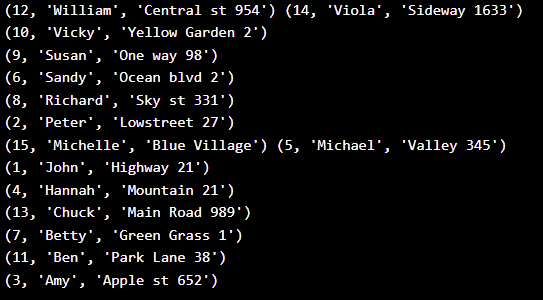 (12, 'William', 'Central st 954') (14, 'Viola', 'Sideway 1633')
(10, 'Vicky', 'Yellow Garden 2')
(9, 'Susan', 'One way 98')
(6, 'Sandy', 'Ocean blvd 2')
(8, 'Richard', 'Sky st 331')
(2, 'Peter', 'Lowstreet 27')
(15, 'Michelle', 'Blue Village') (5, 'Michael', 'Valley 345')
(1, 'John', 'Highway 21')
(4, 'Hannah', 'Mountain 21')
(13, 'Chuck', 'Main Road 989')
(7, 'Betty', 'Green Grass 1')
(11, 'Ben', 'Park Lane 38')
(3, 'Amy', 'Apple st 652')